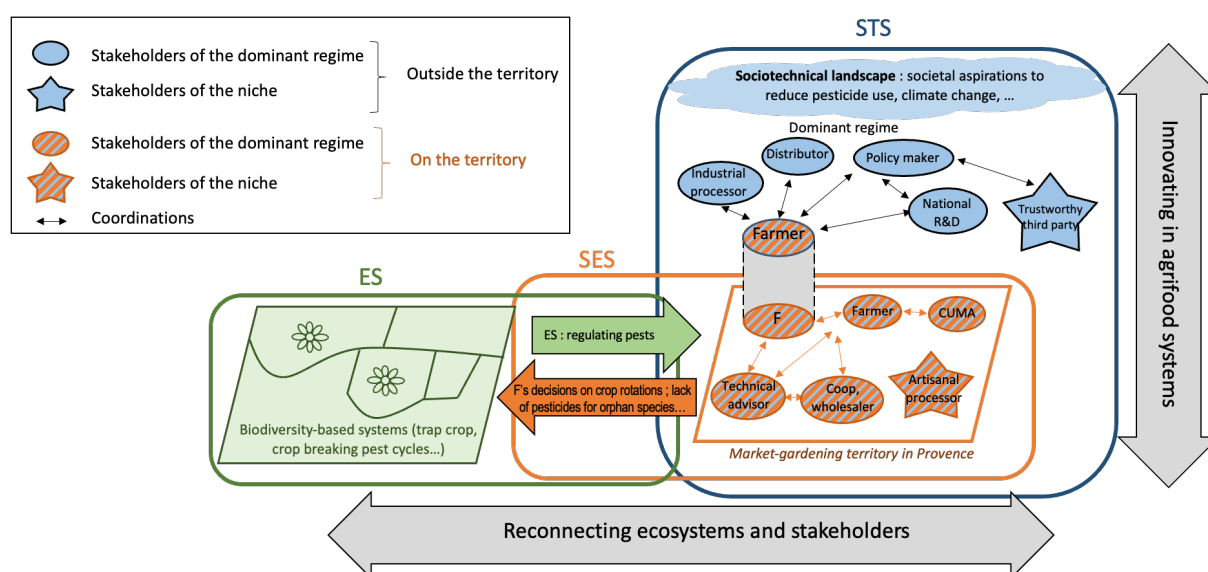 STS
Stakeholders of the dominant regime
Stakeholders of the niche
Outside the territory
Stakeholders of the dominant regime
Stakeholders of the niche
On the territory
Coordinations
Sociotechnical landscape : societal aspirations to
reduce pesticide use, climate change, ...
Dominant regime
Industrial
processor
Distributor
Policy maker
National
R&D
Trustworthy
third party
Farmer
SES
ES
ES : regulating pests
F's decisions on crop rotations ; lack
of pesticides for orphan species...
Biodiversity-based systems (trap crop,
crop breaking pest cycles...)
F
Farmer
CUMA
Technical
advisor
Coop,
wholesaler
Artisanal
processor
Market-gardening territory in Provence
Innovating in agrifood systems
Reconnecting ecosystems and stakeholders